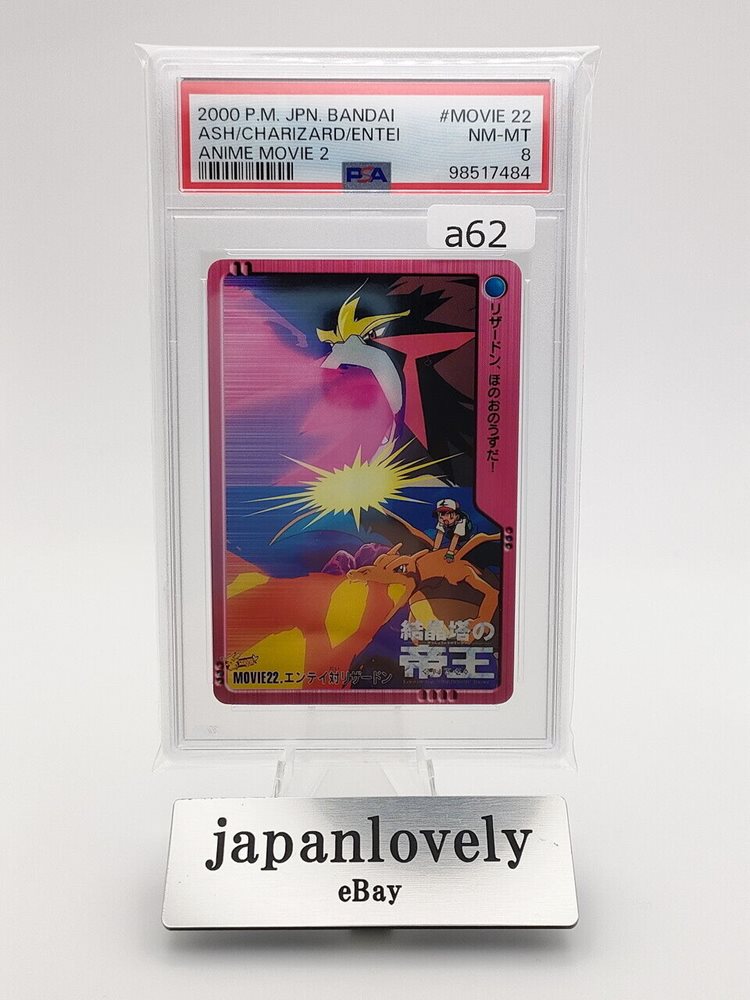 2000 P.M. JPN. BANDAI #MOVIE 22
ASH/CHARIZARD/ENTEI NM-MT
ANIME MOVIE 2 8
PSA 98517484
a62
リザードン、ほのおのうずだ!
結晶塔の
帝王
MOVIE22.エンテイ対リザードン
japanlovely
eBay